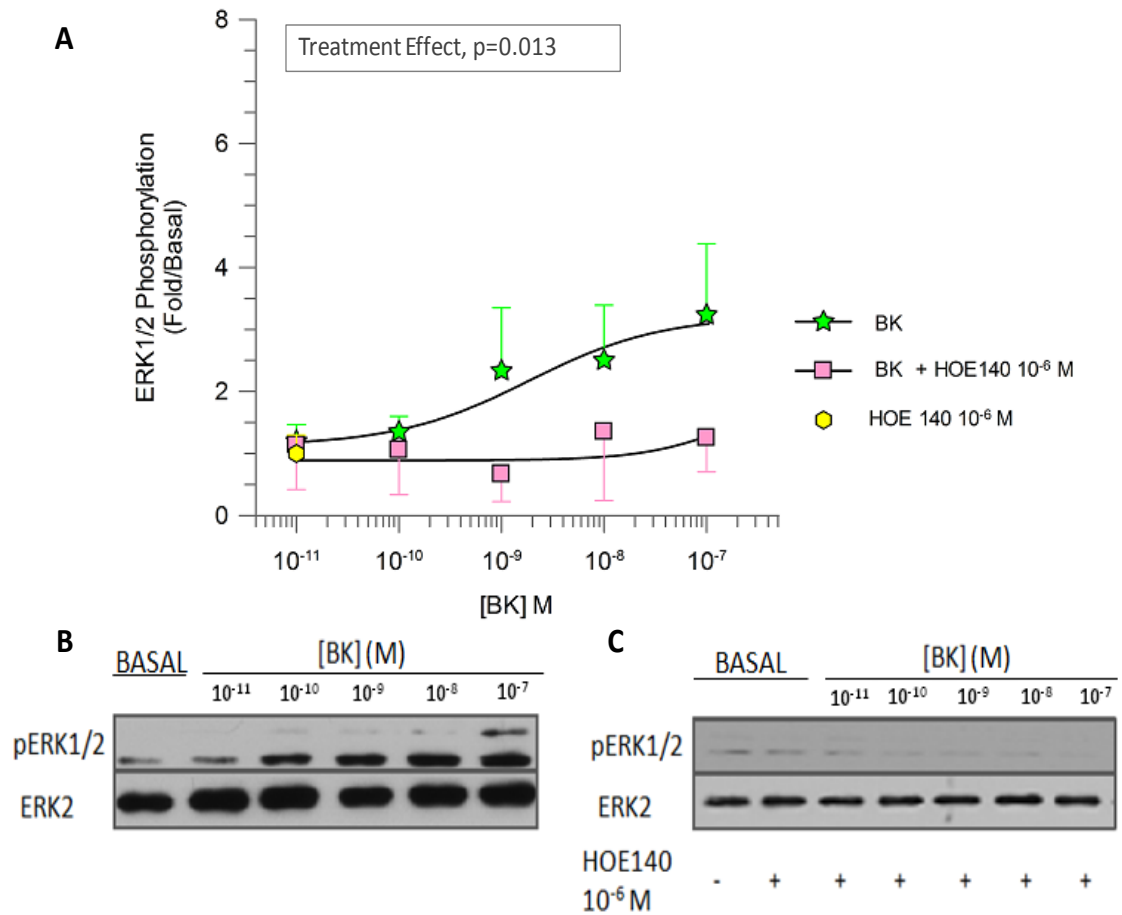 A
Treatment Effect, p=0.013
ERK1/2 Phosphorylation
(Fold/Basal)
8
6
4
2
0
10⁻¹¹ 10⁻¹⁰ 10⁻⁹ 10⁻⁸ 10⁻⁷
[BK] M
BK
BK + HOE140 10⁻⁶ M
HOE 140 10⁻⁶ M
B
BASAL [BK] (M)
10⁻¹¹ 10⁻¹⁰ 10⁻⁹ 10⁻⁸ 10⁻⁷
pERK1/2
ERK2
C
BASAL [BK] (M)
10⁻¹¹ 10⁻¹⁰ 10⁻⁹ 10⁻⁸ 10⁻⁷
pERK1/2
ERK2
HOE140
10⁻⁶ M
- + + + + + +